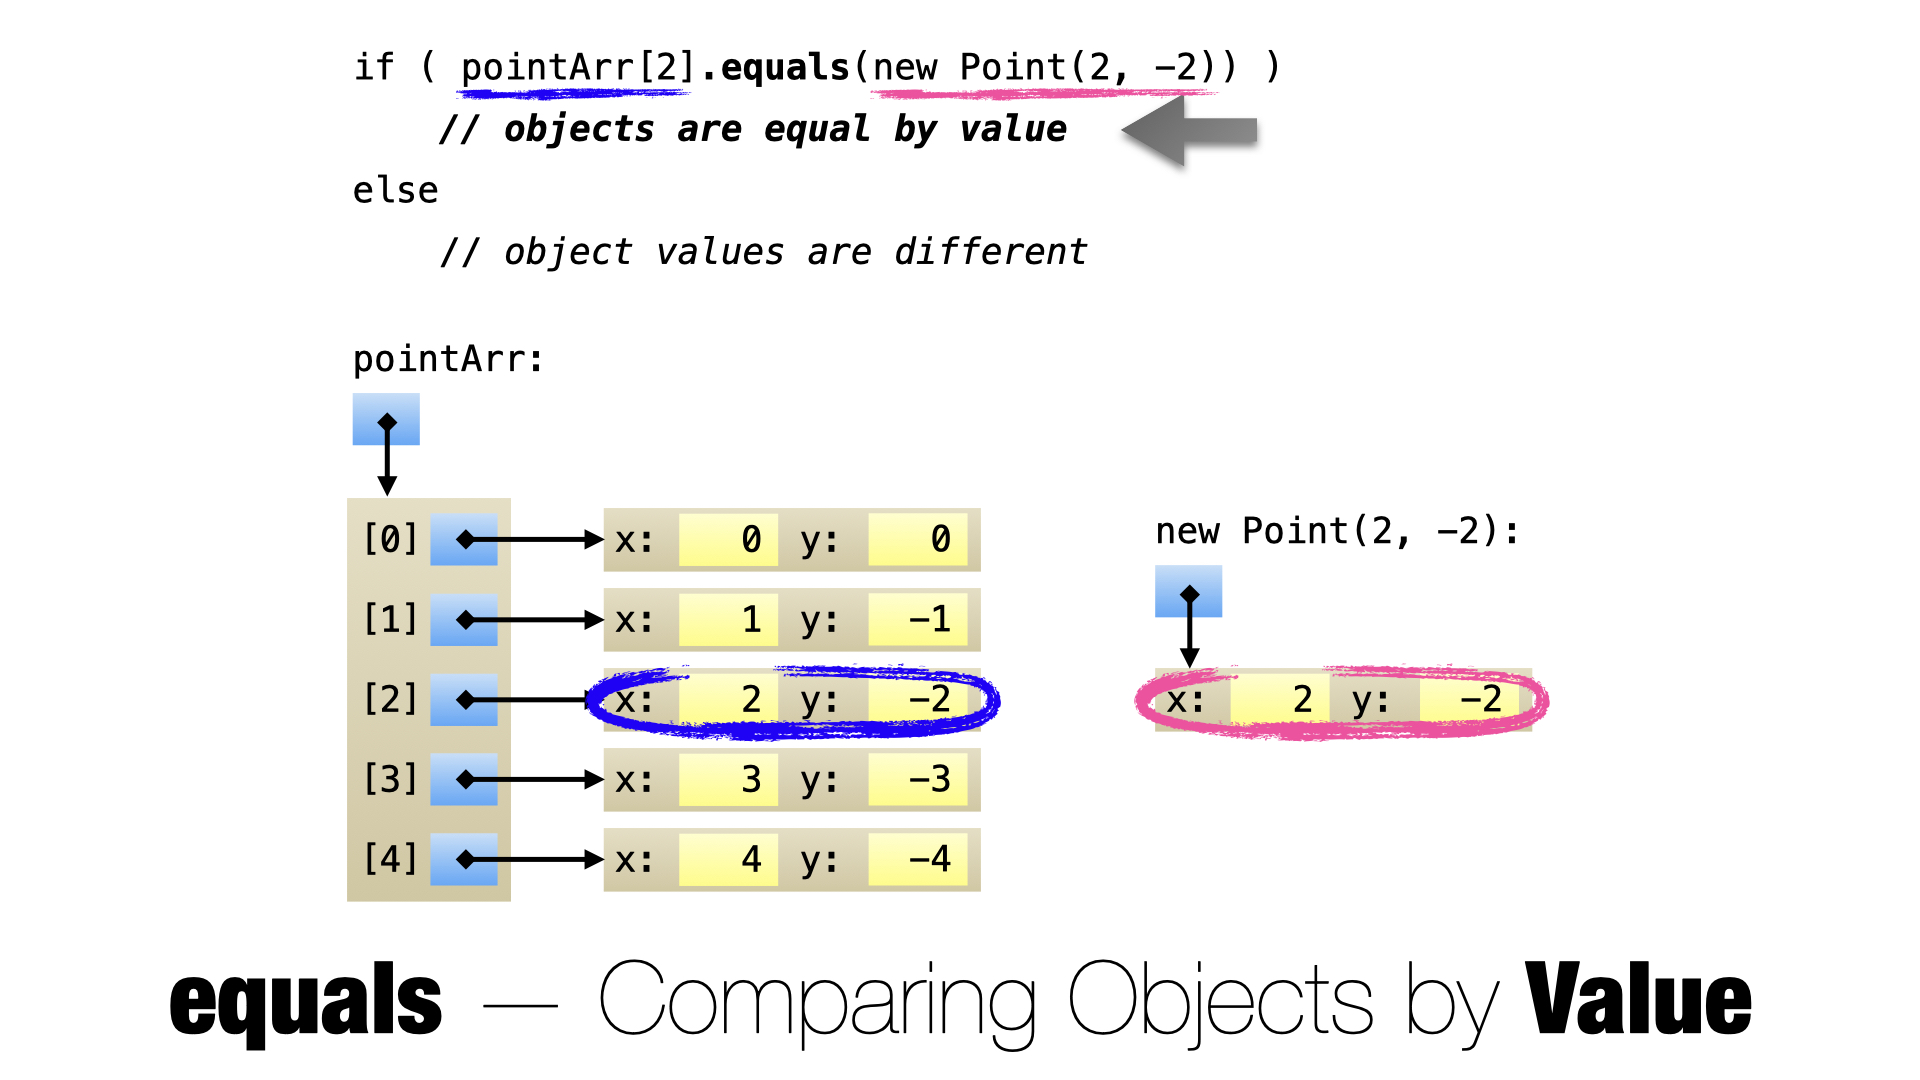 if ( pointArr[2].equals(new Point(2, −2)) )
// objects are equal by value
else
// object values are different
pointArr:
[0] x: 0 y: 0
new Point(2, −2):
[1] x: 1 y: −1
[2] x: 2 y: −2
x: 2 y: −2
[3] x: 3 y: −3
[4] x: 4 y: −4
equals — Comparing Objects by Value